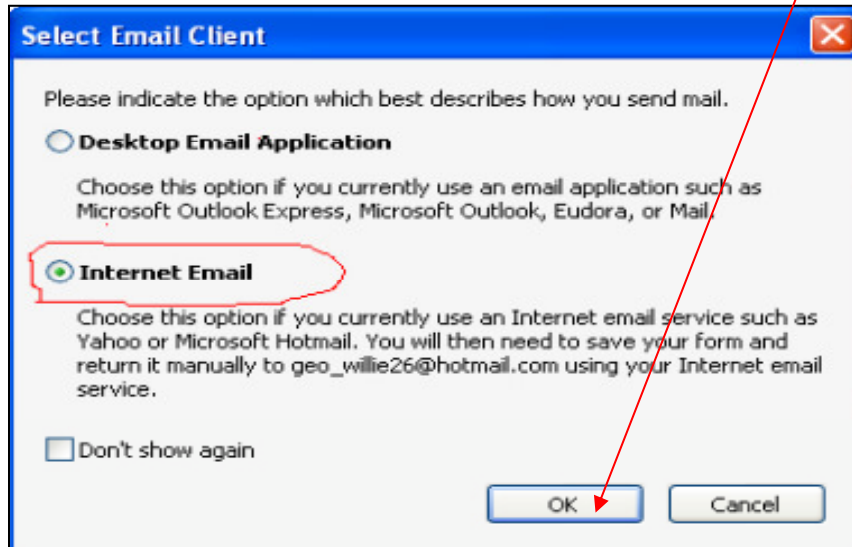 Select Email Client
Please indicate the option which best describes how you send mail.
Desktop Email Application
Choose this option if you currently use an email application such as
Microsoft Outlook Express, Microsoft Outlook, Eudora, or Mail.
Internet Email
Choose this option if you currently use an Internet email service such as
Yahoo or Microsoft Hotmail. You will then need to save your form and
return it manually to geo_willie26@hotmail.com using your Internet email
service.
Don't show again
OK Cancel